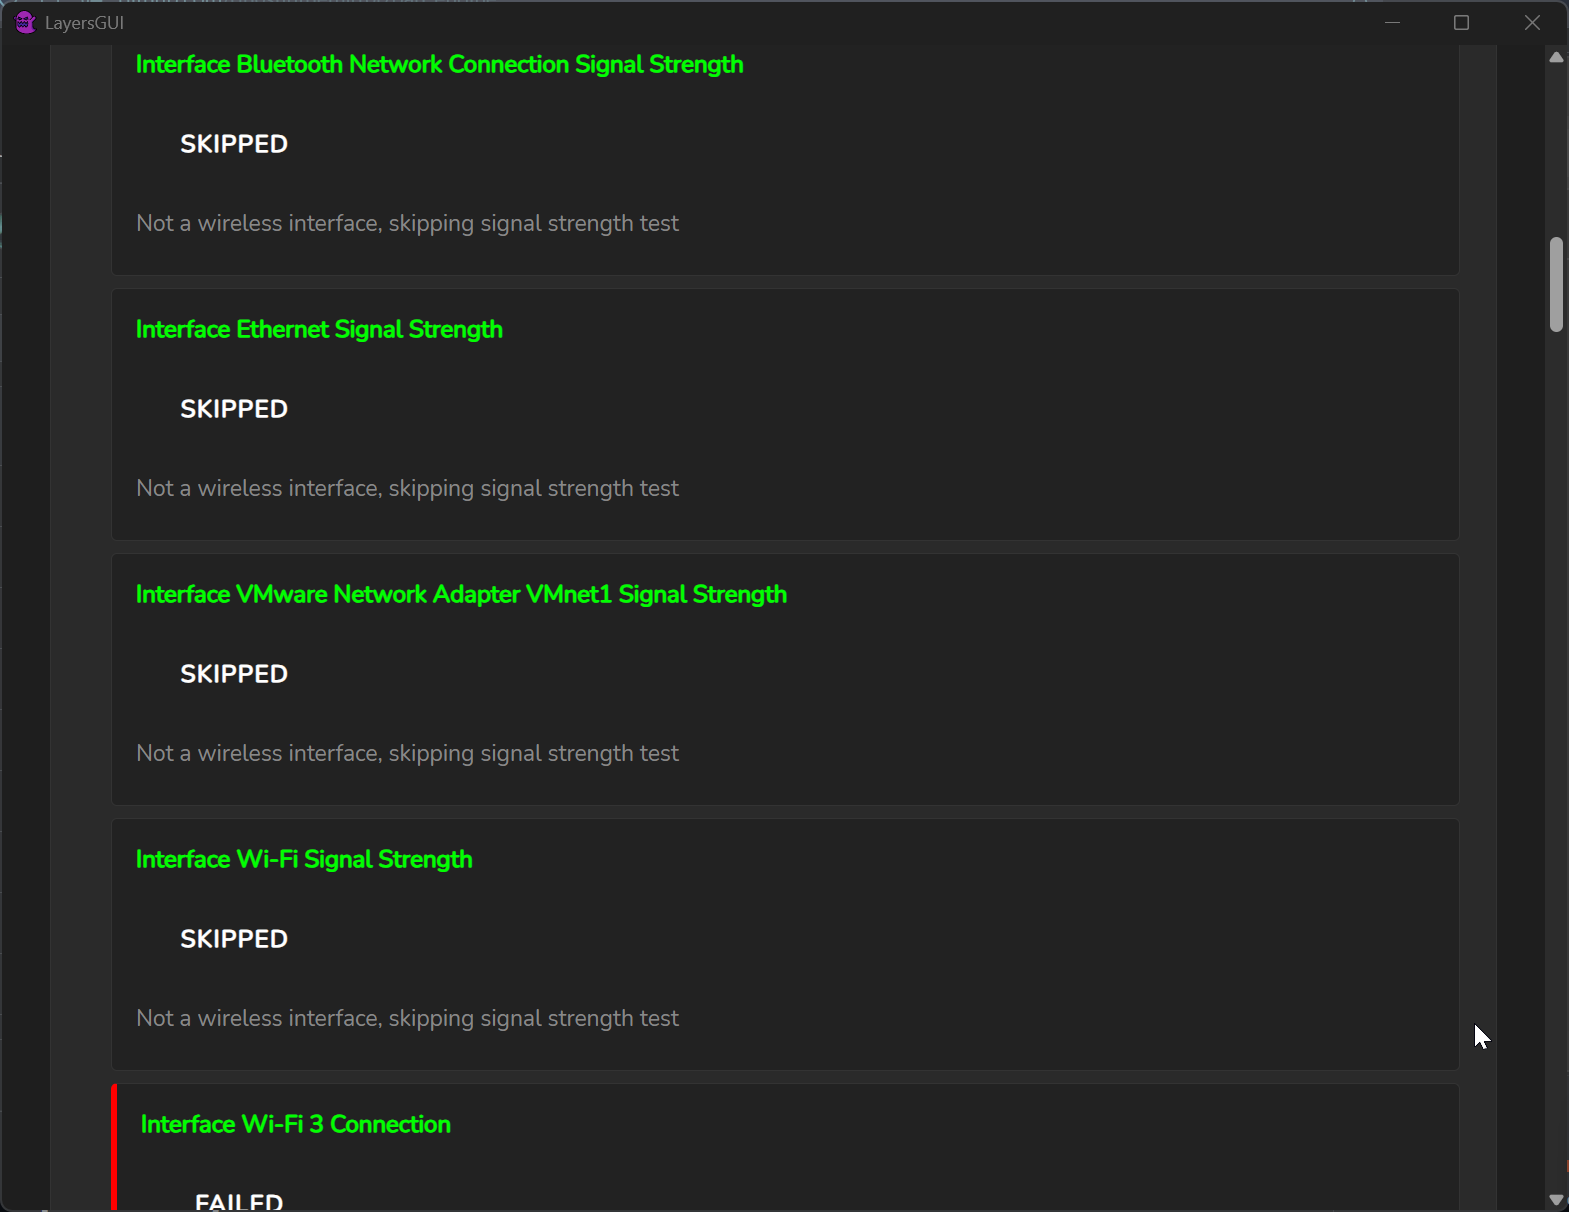 LayersGUI
Interface Bluetooth Network Connection Signal Strength
SKIPPED
Not a wireless interface, skipping signal strength test
Interface Ethernet Signal Strength
SKIPPED
Not a wireless interface, skipping signal strength test
Interface VMware Network Adapter VMnet1 Signal Strength
SKIPPED
Not a wireless interface, skipping signal strength test
Interface Wi-Fi Signal Strength
SKIPPED
Not a wireless interface, skipping signal strength test
Interface Wi-Fi 3 Connection
FAILED